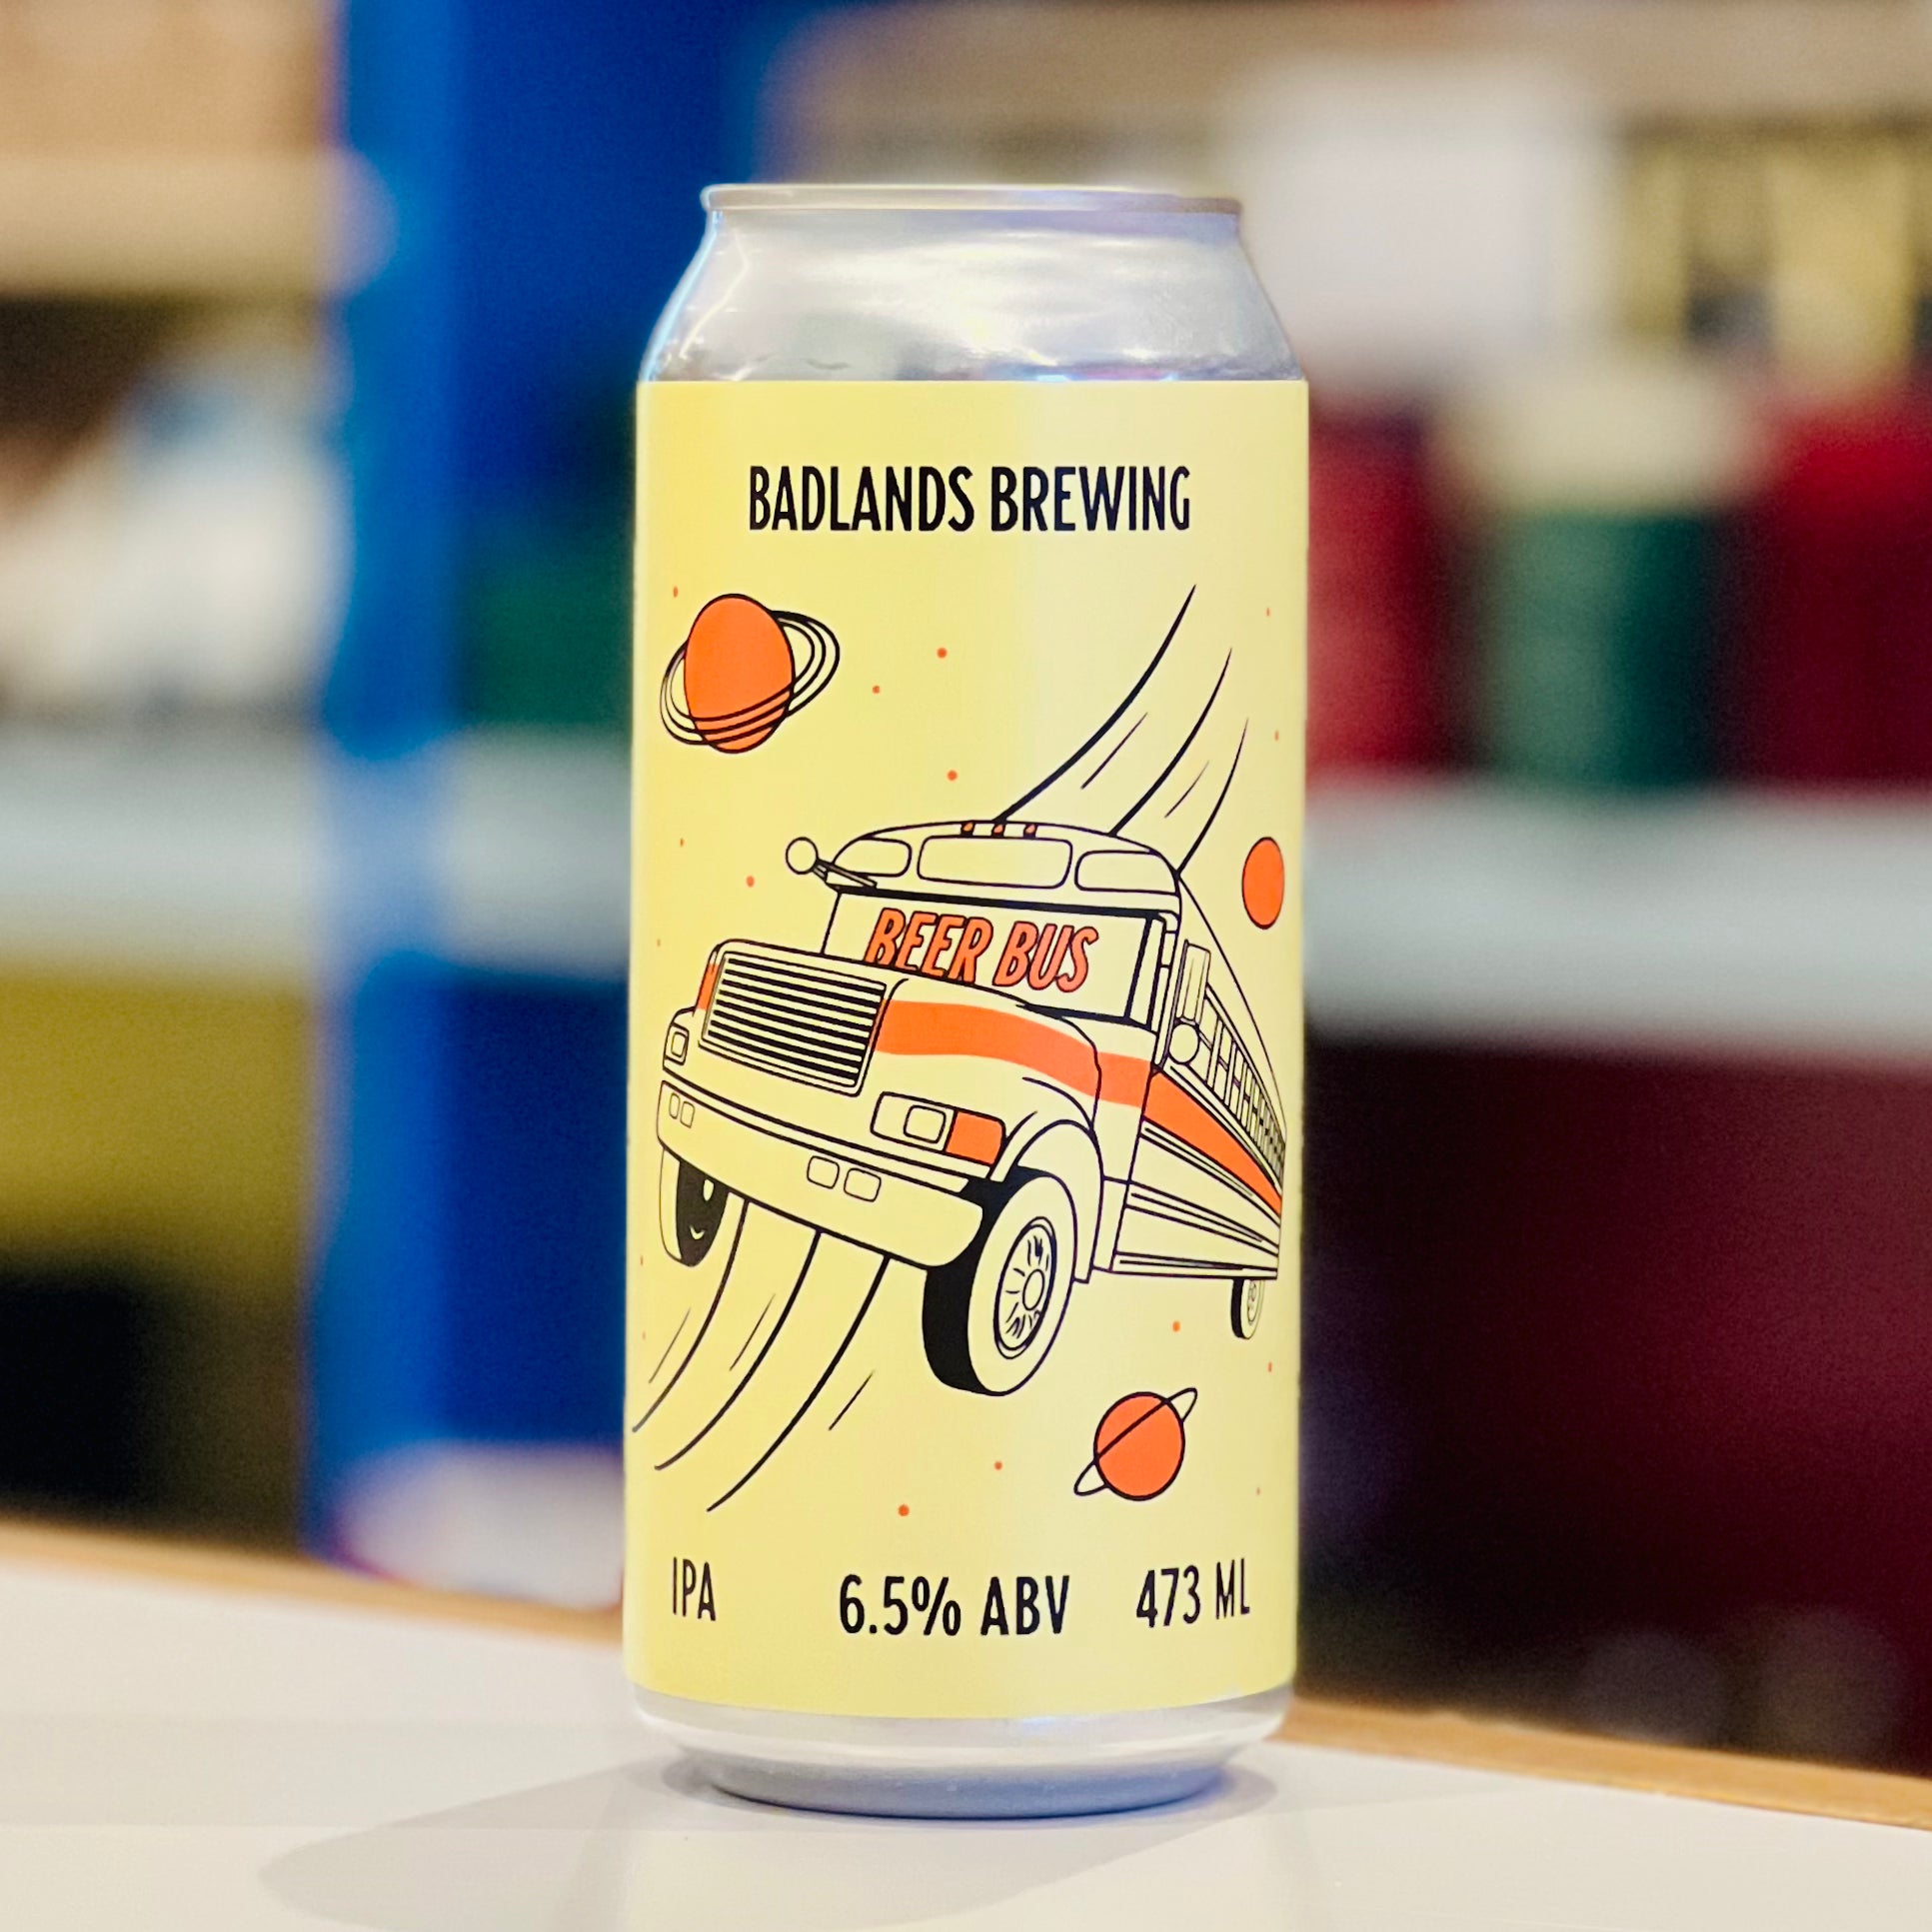 BADLANDS BREWING
BEER BUS
IPA 6.5% ABV 473 ML